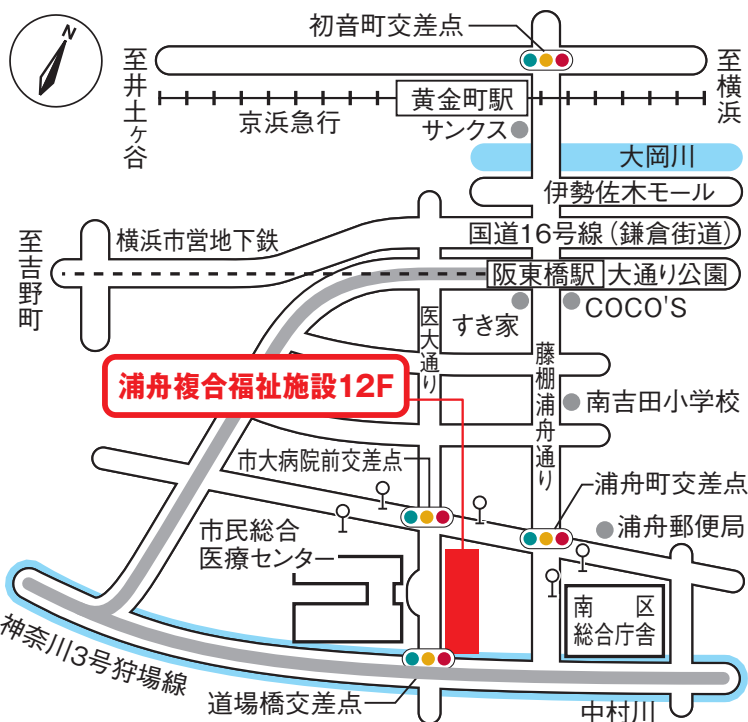 初音町交差点
N
至井土ヶ谷
至横浜
黄金町駅
京浜急行
サンクス
大岡川
伊勢佐木モール
国道16号線（鎌倉街道）
横浜市営地下鉄
至吉野町
阪東橋駅
大通り公園
すき家
COCO'S
医大通り
藤棚浦舟通り
浦舟複合福祉施設12F
南吉田小学校
市大病院前交差点
浦舟町交差点
浦舟郵便局
市民総合
医療センター
南　区
総合庁舎
神奈川3号狩場線
道場橋交差点
中村川